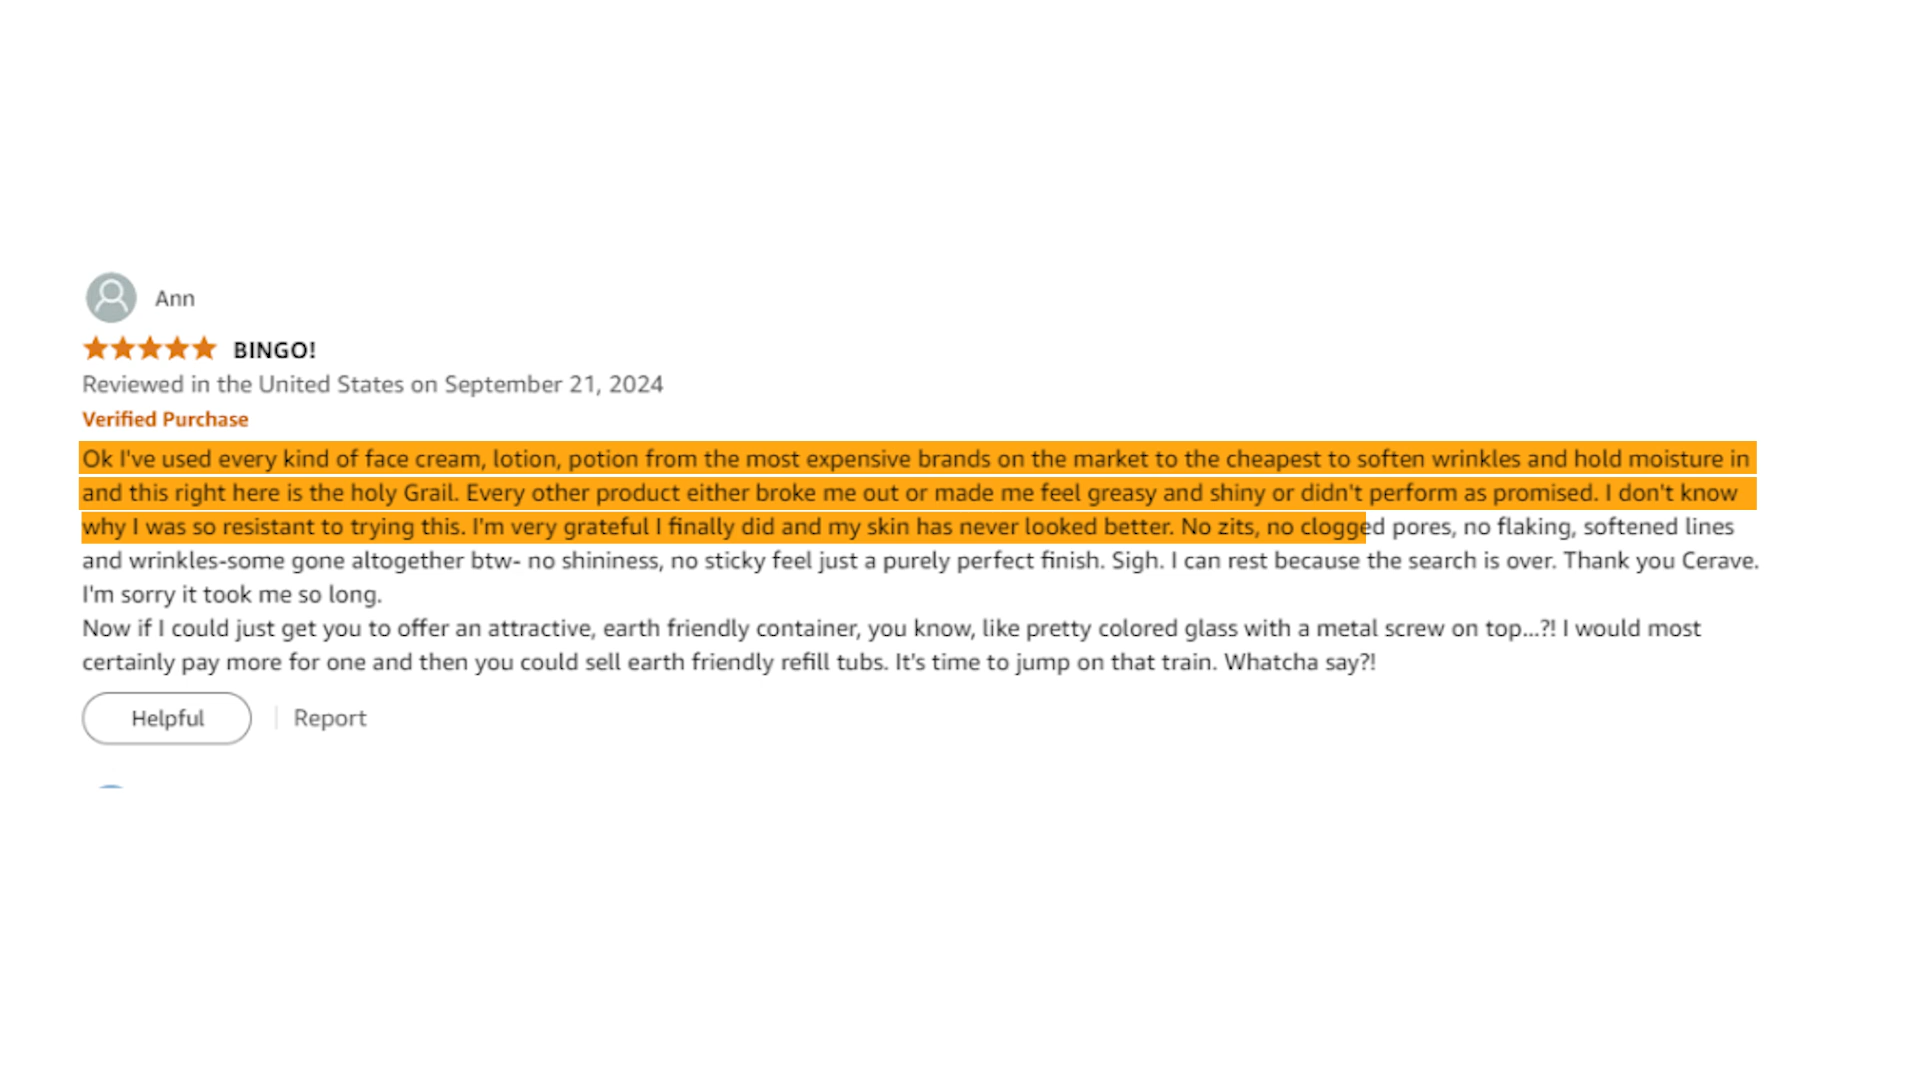 Ann
BINGO!
Reviewed in the United States on September 21, 2024
Verified Purchase
Ok I've used every kind of face cream, lotion, potion from the most expensive brands on the market to the cheapest to soften wrinkles and hold moisture in
and this right here is the holy Grail. Every other product either broke me out or made me feel greasy and shiny or didn't perform as promised. I don't know
why I was so resistant to trying this. I'm very grateful I finally did and my skin has never looked better. No zits, no clogged pores, no flaking, softened lines
and wrinkles-some gone altogether btw- no shininess, no sticky feel just a purely perfect finish. Sigh. I can rest because the search is over. Thank you Cerave.
I'm sorry it took me so long.
Now if I could just get you to offer an attractive, earth friendly container, you know, like pretty colored glass with a metal screw on top...?! I would most
certainly pay more for one and then you could sell earth friendly refill tubs. It's time to jump on that train. Whatcha say?!
Helpful | Report